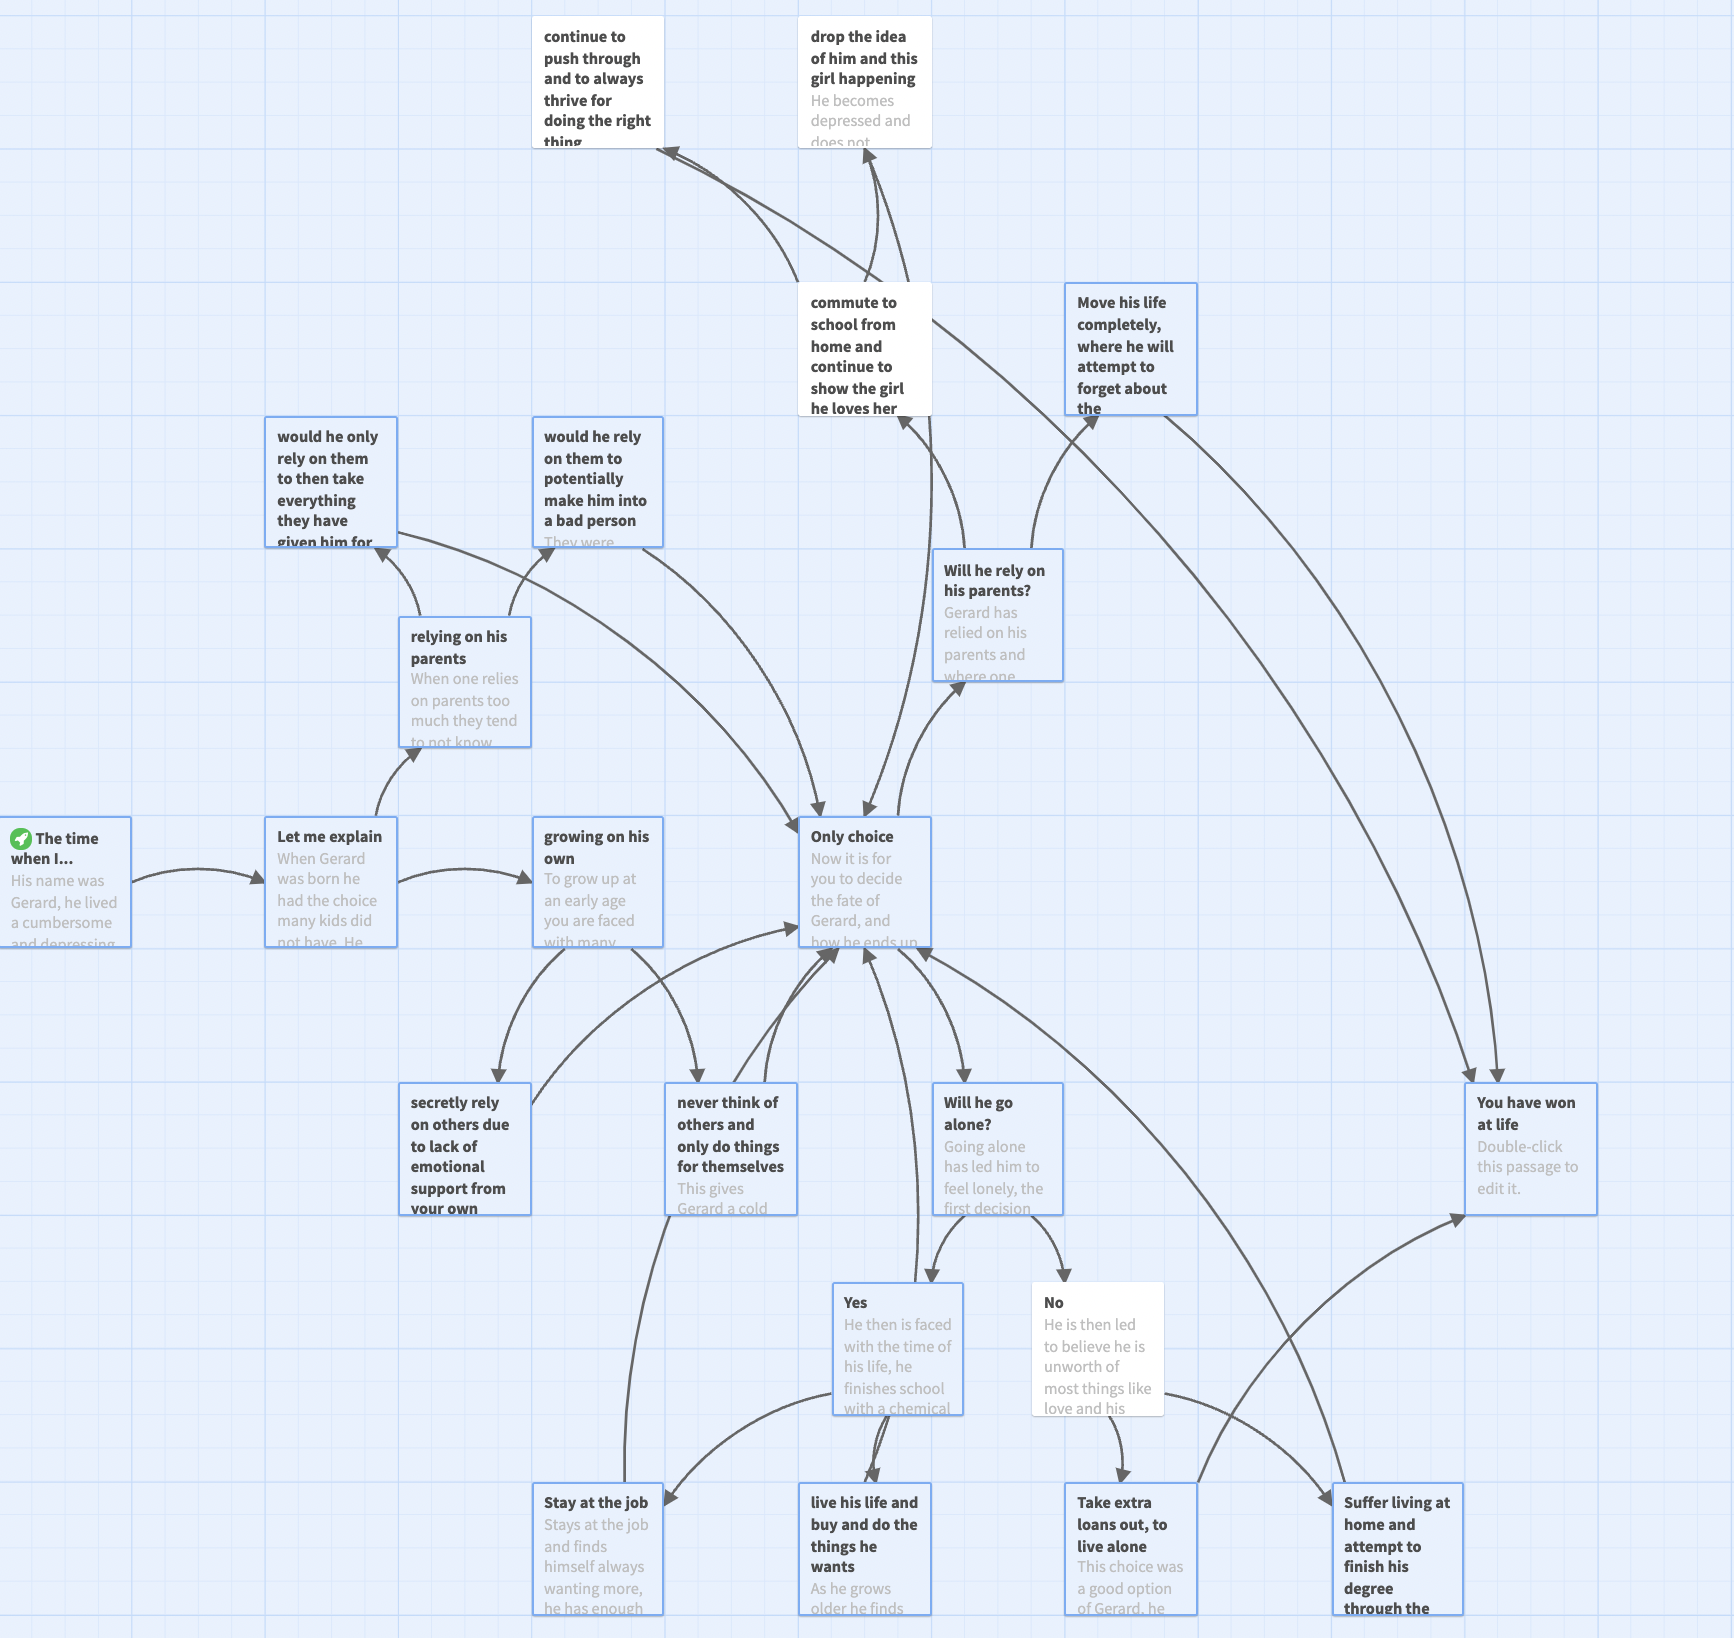 continue to
push through
and to always
thrive for
doing the right
thing
drop the idea
of him and this
girl happening
He becomes
depressed and
does not
commute to
school from
home and
continue to
show the girl
he loves her
Move his life
completely,
where he will
attempt to
forget about
the
would he only
rely on them
to then take
everything
they have
given him for
would he rely
on them to
potentially
make him into
a bad person
They were
Will he rely on
his parents?
Gerard has
relied on his
parents and
where one
relying on his
parents
When one relies
on parents too
much they tend
to not know
The time
when I...
His name was
Gerard, he lived
a cumbersome
and depressing
Let me explain
When Gerard
was born he
had the choice
many kids did
not have. He
growing on his
own
To grow up at
an early age
you are faced
with many
Only choice
Now it is for
you to decide
the fate of
Gerard, and
how he ends up
secretly rely
on others due
to lack of
emotional
support from
your own
never think of
others and
only do things
for themselves
This gives
Gerard a cold
Will he go
alone?
Going alone
has led him to
feel lonely, the
first decision
You have won
at life
Double-click
this passage to
edit it.
Yes
He then is faced
with the time of
his life, he
finishes school
with a chemical
No
He is then led
to believe he is
unworth of
most things like
love and his
Stay at the job
Stays at the job
and finds
himself always
wanting more,
he has enough
live his life and
buy and do the
things he
wants
As he grows
older he finds
Take extra
loans out, to
live alone
This choice was
a good option
of Gerard, he
Suffer living at
home and
attempt to
finish his
degree
through the